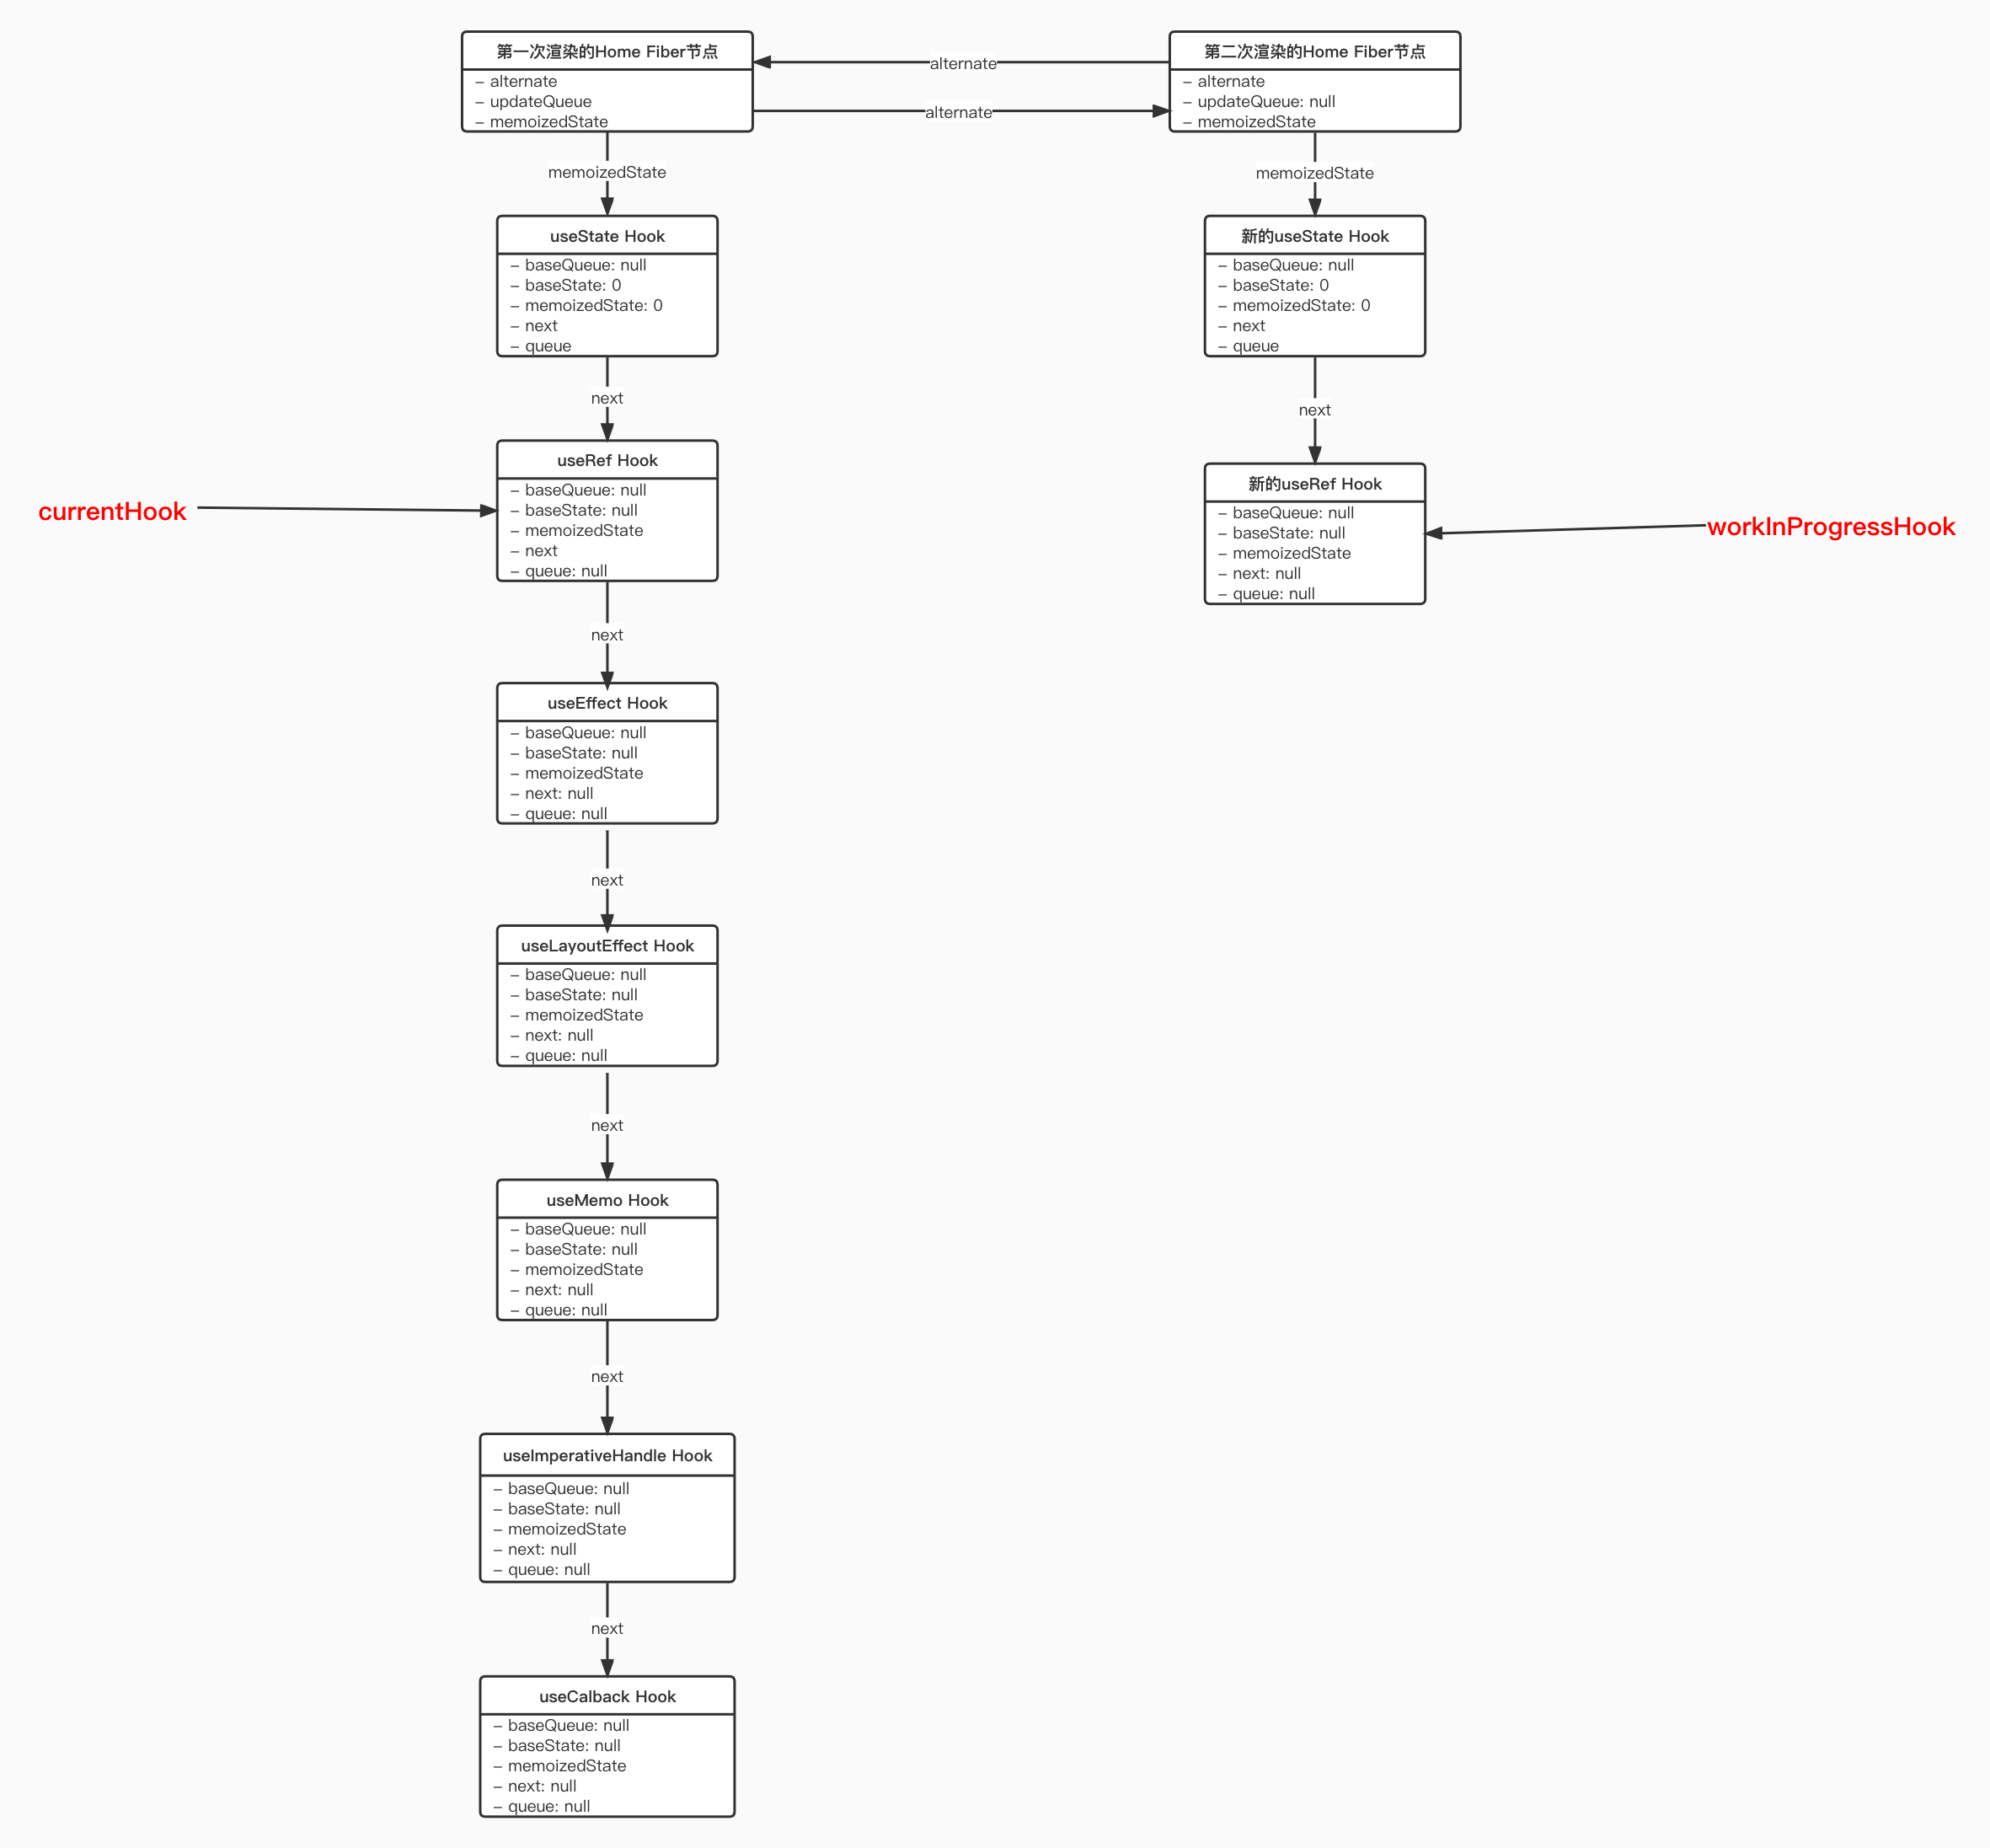 第一次渲染的Home Fiber节点
– alternate
– updateQueue
– memoizedState
alternate
alternate
第二次渲染的Home Fiber节点
– alternate
– updateQueue: null
– memoizedState
memoizedState
memoizedState
useState Hook
– baseQueue: null
– baseState: 0
– memoizedState: 0
– next
– queue
新的useState Hook
– baseQueue: null
– baseState: 0
– memoizedState: 0
– next
– queue
next
next
currentHook
useRef Hook
– baseQueue: null
– baseState: null
– memoizedState
– next
– queue: null
新的useRef Hook
– baseQueue: null
– baseState: null
– memoizedState
– next: null
– queue: null
workInProgressHook
next
useEffect Hook
– baseQueue: null
– baseState: null
– memoizedState
– next: null
– queue: null
next
useLayoutEffect Hook
– baseQueue: null
– baseState: null
– memoizedState
– next: null
– queue: null
next
useMemo Hook
– baseQueue: null
– baseState: null
– memoizedState
– next: null
– queue: null
next
useImperativeHandle Hook
– baseQueue: null
– baseState: null
– memoizedState
– next: null
– queue: null
next
useCalback Hook
– baseQueue: null
– baseState: null
– memoizedState
– next: null
– queue: null